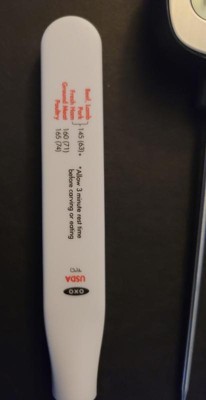 Beef, Lamb
Pork
Fresh Ham } 145 (63)*
Ground Meat 160 (71)
Poultry 165 (74)
*Allow 3 minute rest time
before carving or eating
OXO
USDA